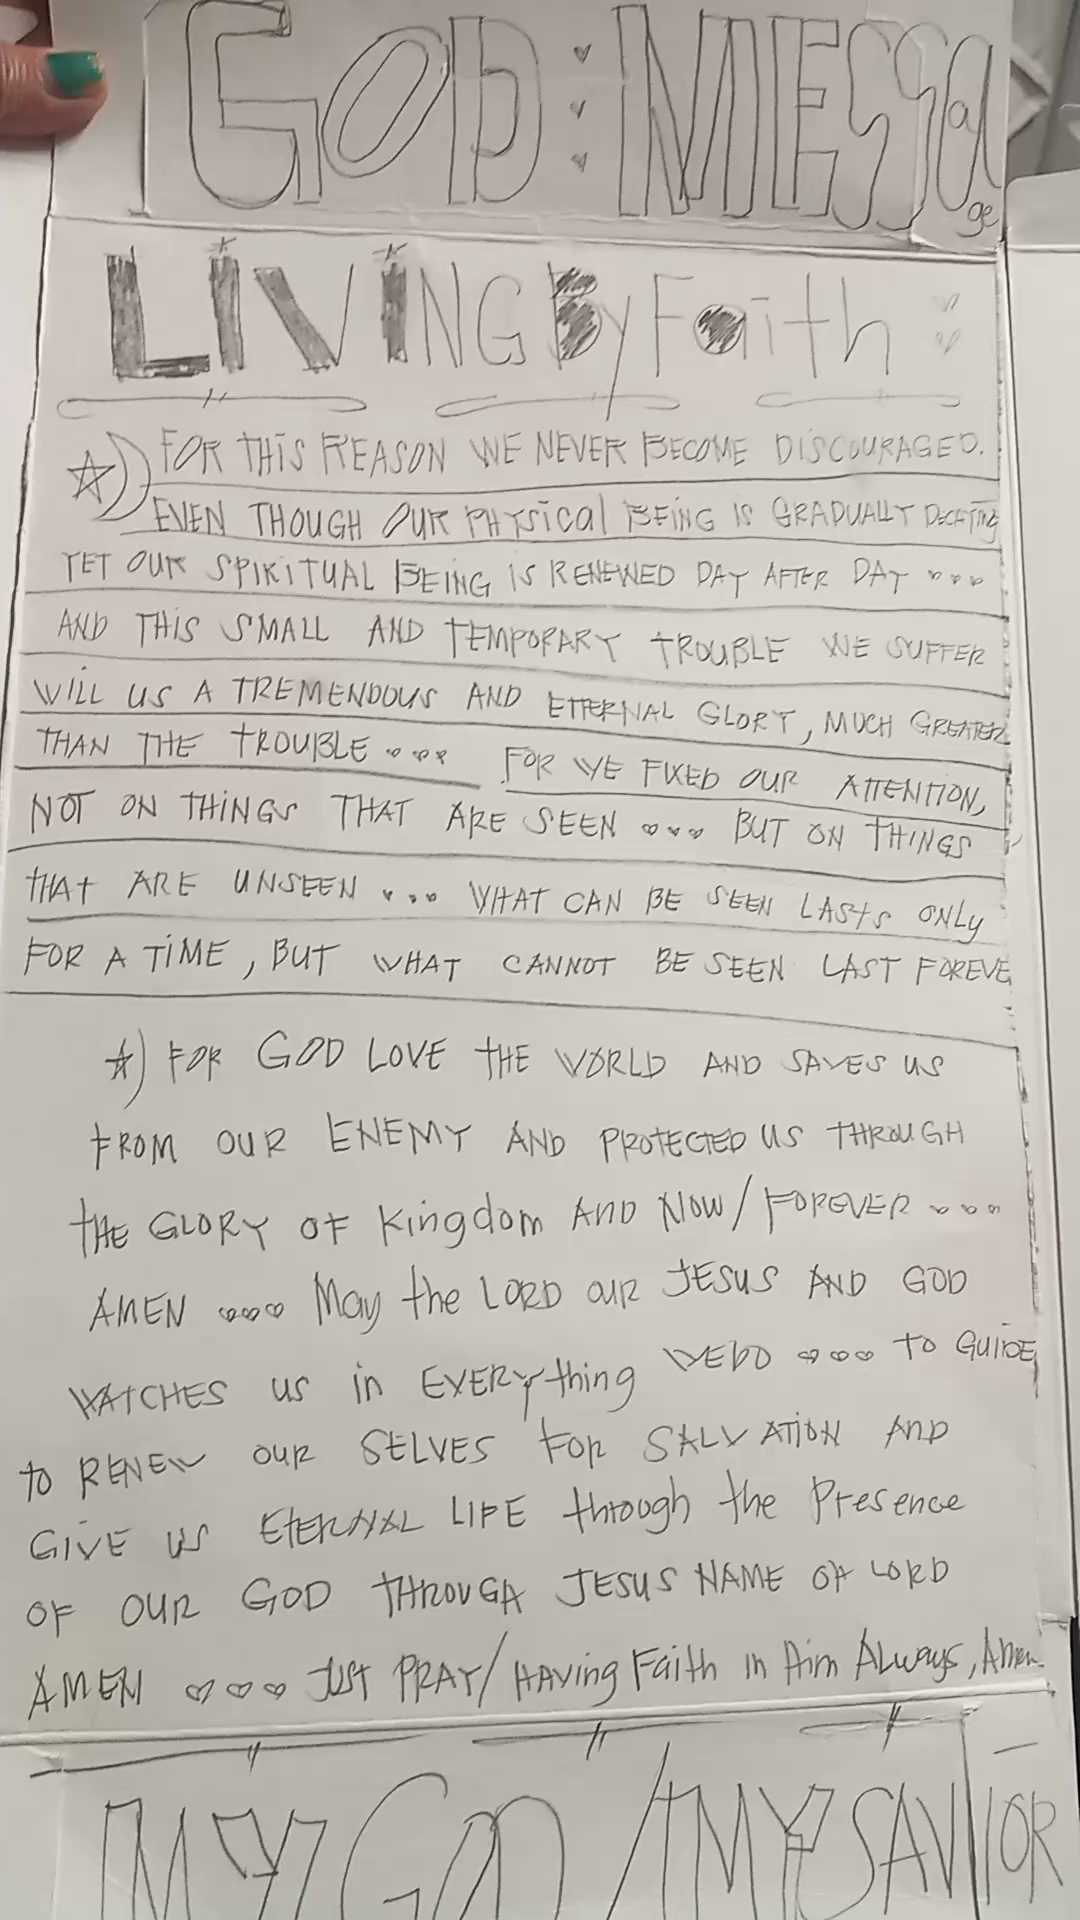 GOD: MESSage
LIVING By Faith
FOR THIS REASON WE NEVER BECOME DISCOURAGED.
EVEN THOUGH OUR PHYSical BEING IS GRADUALLY DECAYING
YET OUR SPIRITUAL BEING IS RENEWED DAY AFTER DAY ...
AND THIS SMALL AND TEMPORARY TROUBLE WE SUFFER
WILL US A TREMENDOUS AND ETERNAL GLORY, MUCH GREATER
THAN THE TROUBLE .... FOR WE FIXED OUR ATTENTION,
NOT ON THINGS THAT ARE SEEN ... BUT ON THINGS
THAT ARE UNSEEN ... WHAT CAN BE SEEN LASTS ONLY
FOR A TIME, BUT WHAT CANNOT BE SEEN LAST FOREVE
FOR GOD LOVE THE WORLD AND SAVES US
FROM OUR ENEMY AND PROTECTED US THROUGH
THE GLORY OF Kingdom AND NOW/FOREVER ...
AMEN ♡♡♡ May the LORD OUR JESUS AND GOD
WATCHES US in EVERYthing WEDO ♡♡♡ TO GUIDE
TO RENEW OUR SELVES FOR SALVATION AND
GIVE US ETERNAL LIFE through the Presence
OF OUR GOD THROUGH JESUS NAME OF LORD
AMEN ♡♡♡ JUST PRAY/HAVing Faith in Him ALways, Amen
MY GOD/MY SAVIOR